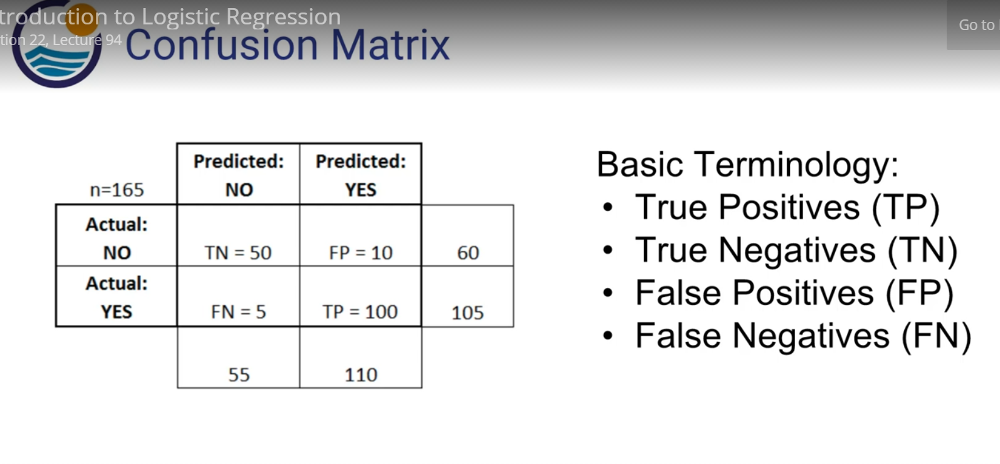 troduction to Logistic Regression
tion 22, Lecture 94
Go to
Confusion Matrix
Predicted: Predicted:
n=165 NO YES
Actual:
NO TN = 50 FP = 10 60
Actual:
YES FN = 5 TP = 100 105
55 110
Basic Terminology:
• True Positives (TP)
• True Negatives (TN)
• False Positives (FP)
• False Negatives (FN)